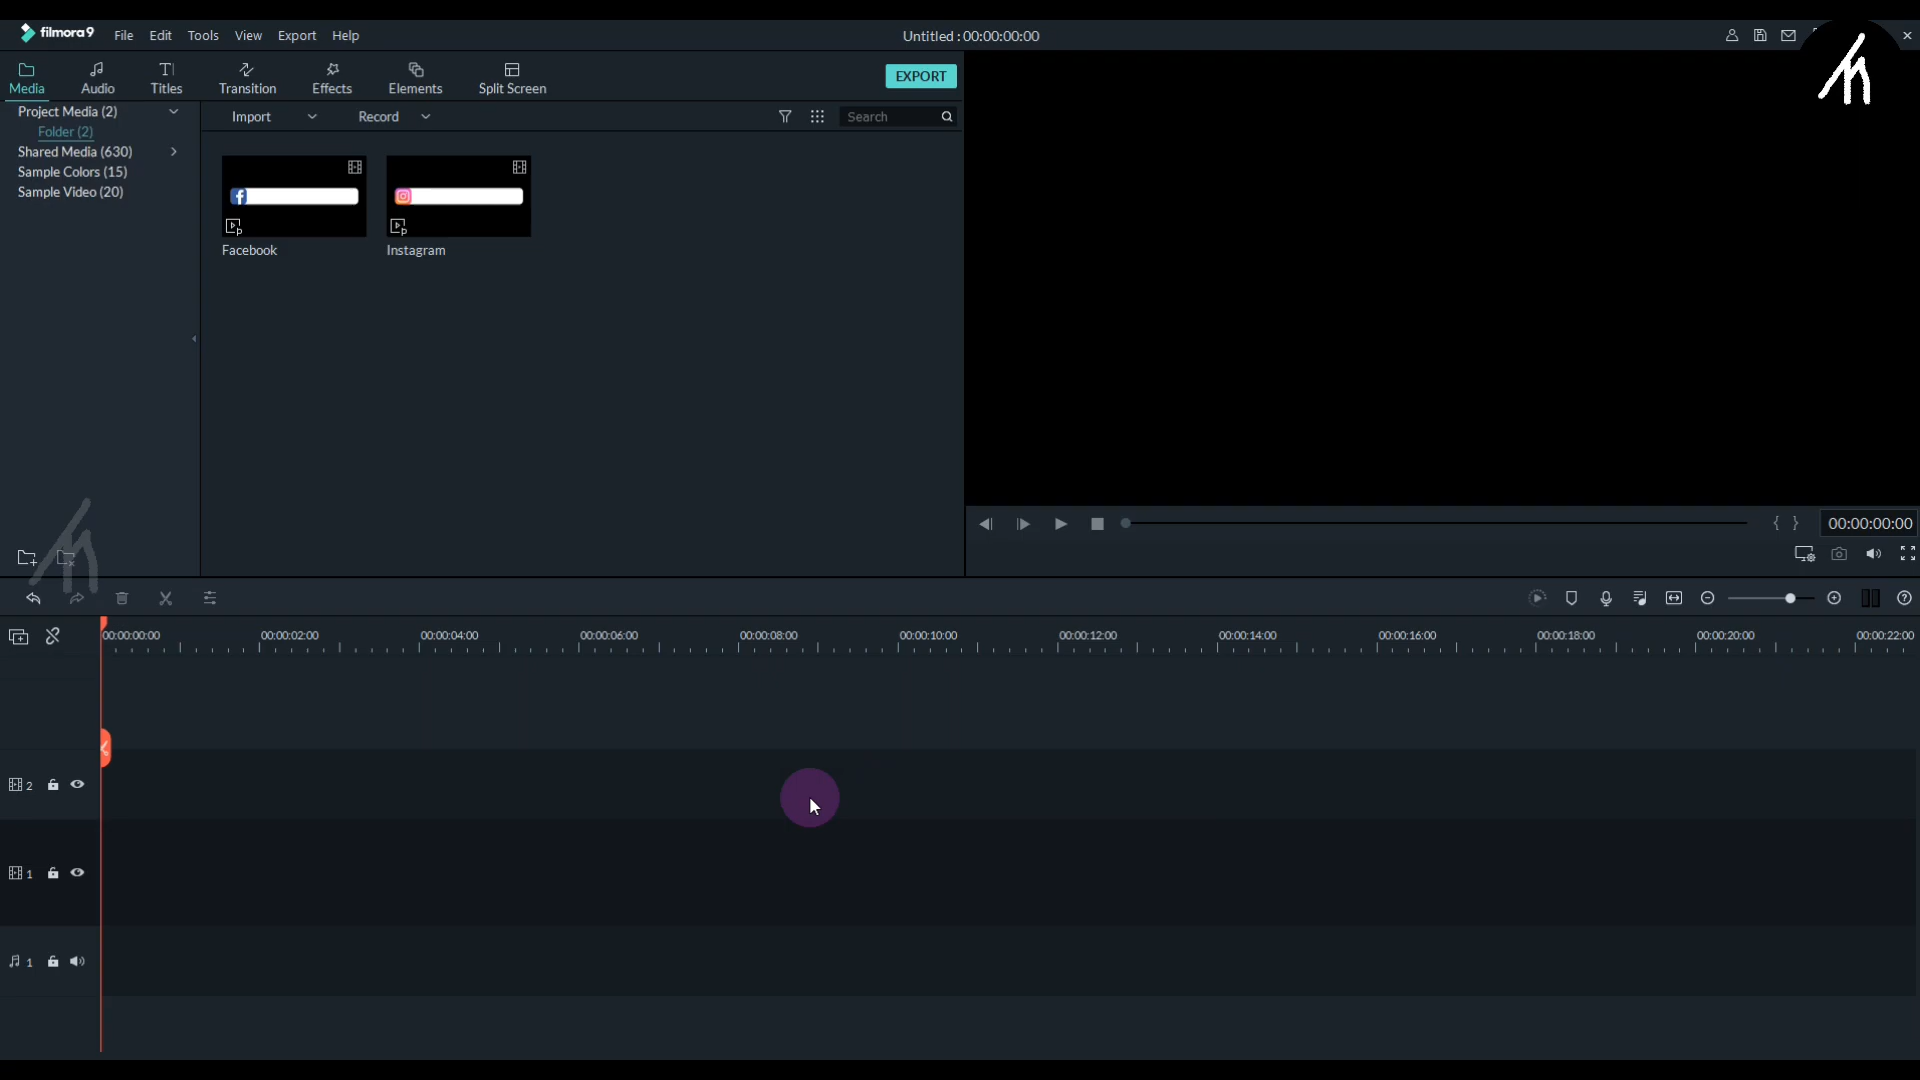 filmora9 File Edit Tools View Export Help Untitled : 00:00:00:00
Media Audio Titles Transition Effects Elements Split Screen EXPORT
Project Media (2)
Folder (2)
Shared Media (630)
Sample Colors (15)
Sample Video (20)
Import Record Search
Facebook Instagram
00:00:00:00
00:00:00:00 00:00:02:00 00:00:04:00 00:00:06:00 00:00:08:00 00:00:10:00 00:00:12:00 00:00:14:00 00:00:16:00 00:00:18:00 00:00:20:00 00:00:22:00
2
1
1